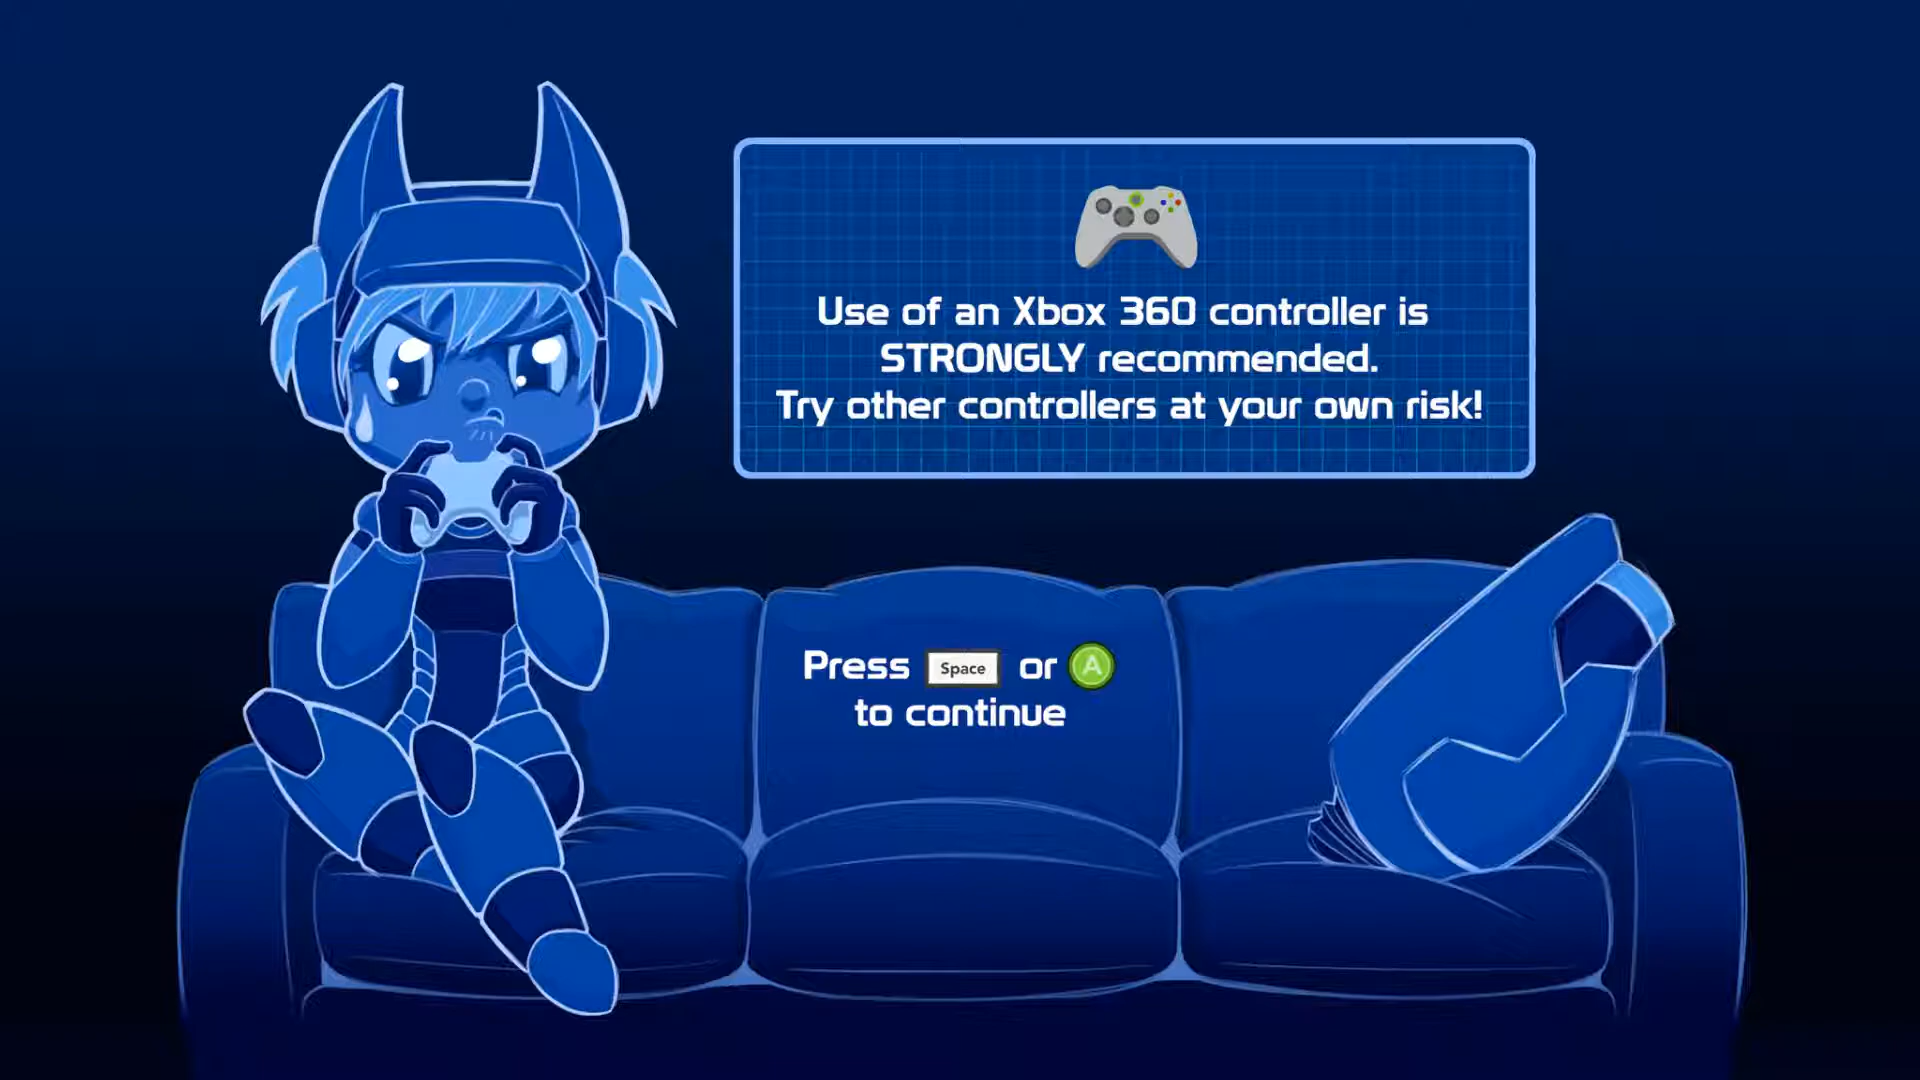 Use of an Xbox 360 controller is
STRONGLY recommended.
Try other controllers at your own risk!
Press Space or A
to continue